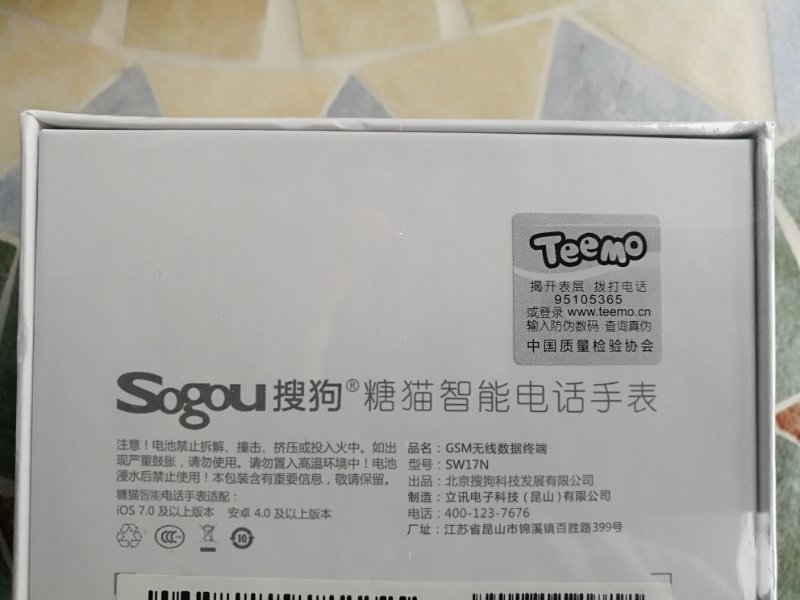 Teemo
揭开表层 拨打电话
95105365
或登录 www.teemo.cn
输入防伪数码 查询真伪
中国质量检验协会
Sogou搜狗®糖猫智能电话手表
注意！电池禁止拆解、撞击、挤压或投入火中。如出
现严重鼓胀，请勿使用。请勿置入高温环境中！电池
浸水后禁止使用！本包装含有重要信息，敬请保留。
糖猫智能电话手表适配：
iOS 7.0 及以上版本 安卓 4.0 及以上版本
品名：GSM无线数据终端
型号：SW17N
出品：北京搜狗科技发展有限公司
制造：立讯电子科技（昆山）有限公司
电话：400-123-7676
厂址：江苏省昆山市锦溪镇百胜路399号
CCC
10